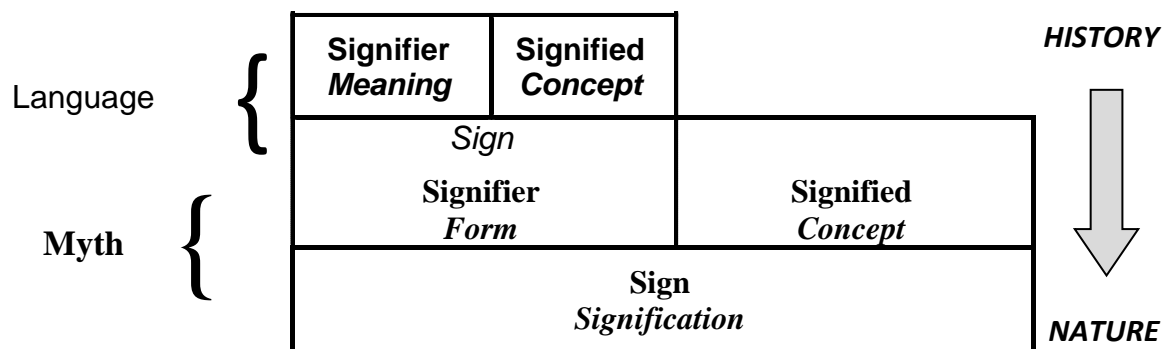 Signifier Signified HISTORY
Meaning Concept
Language {
Sign
Signifier Signified
Form Concept
Myth {
Sign
Signification
NATURE